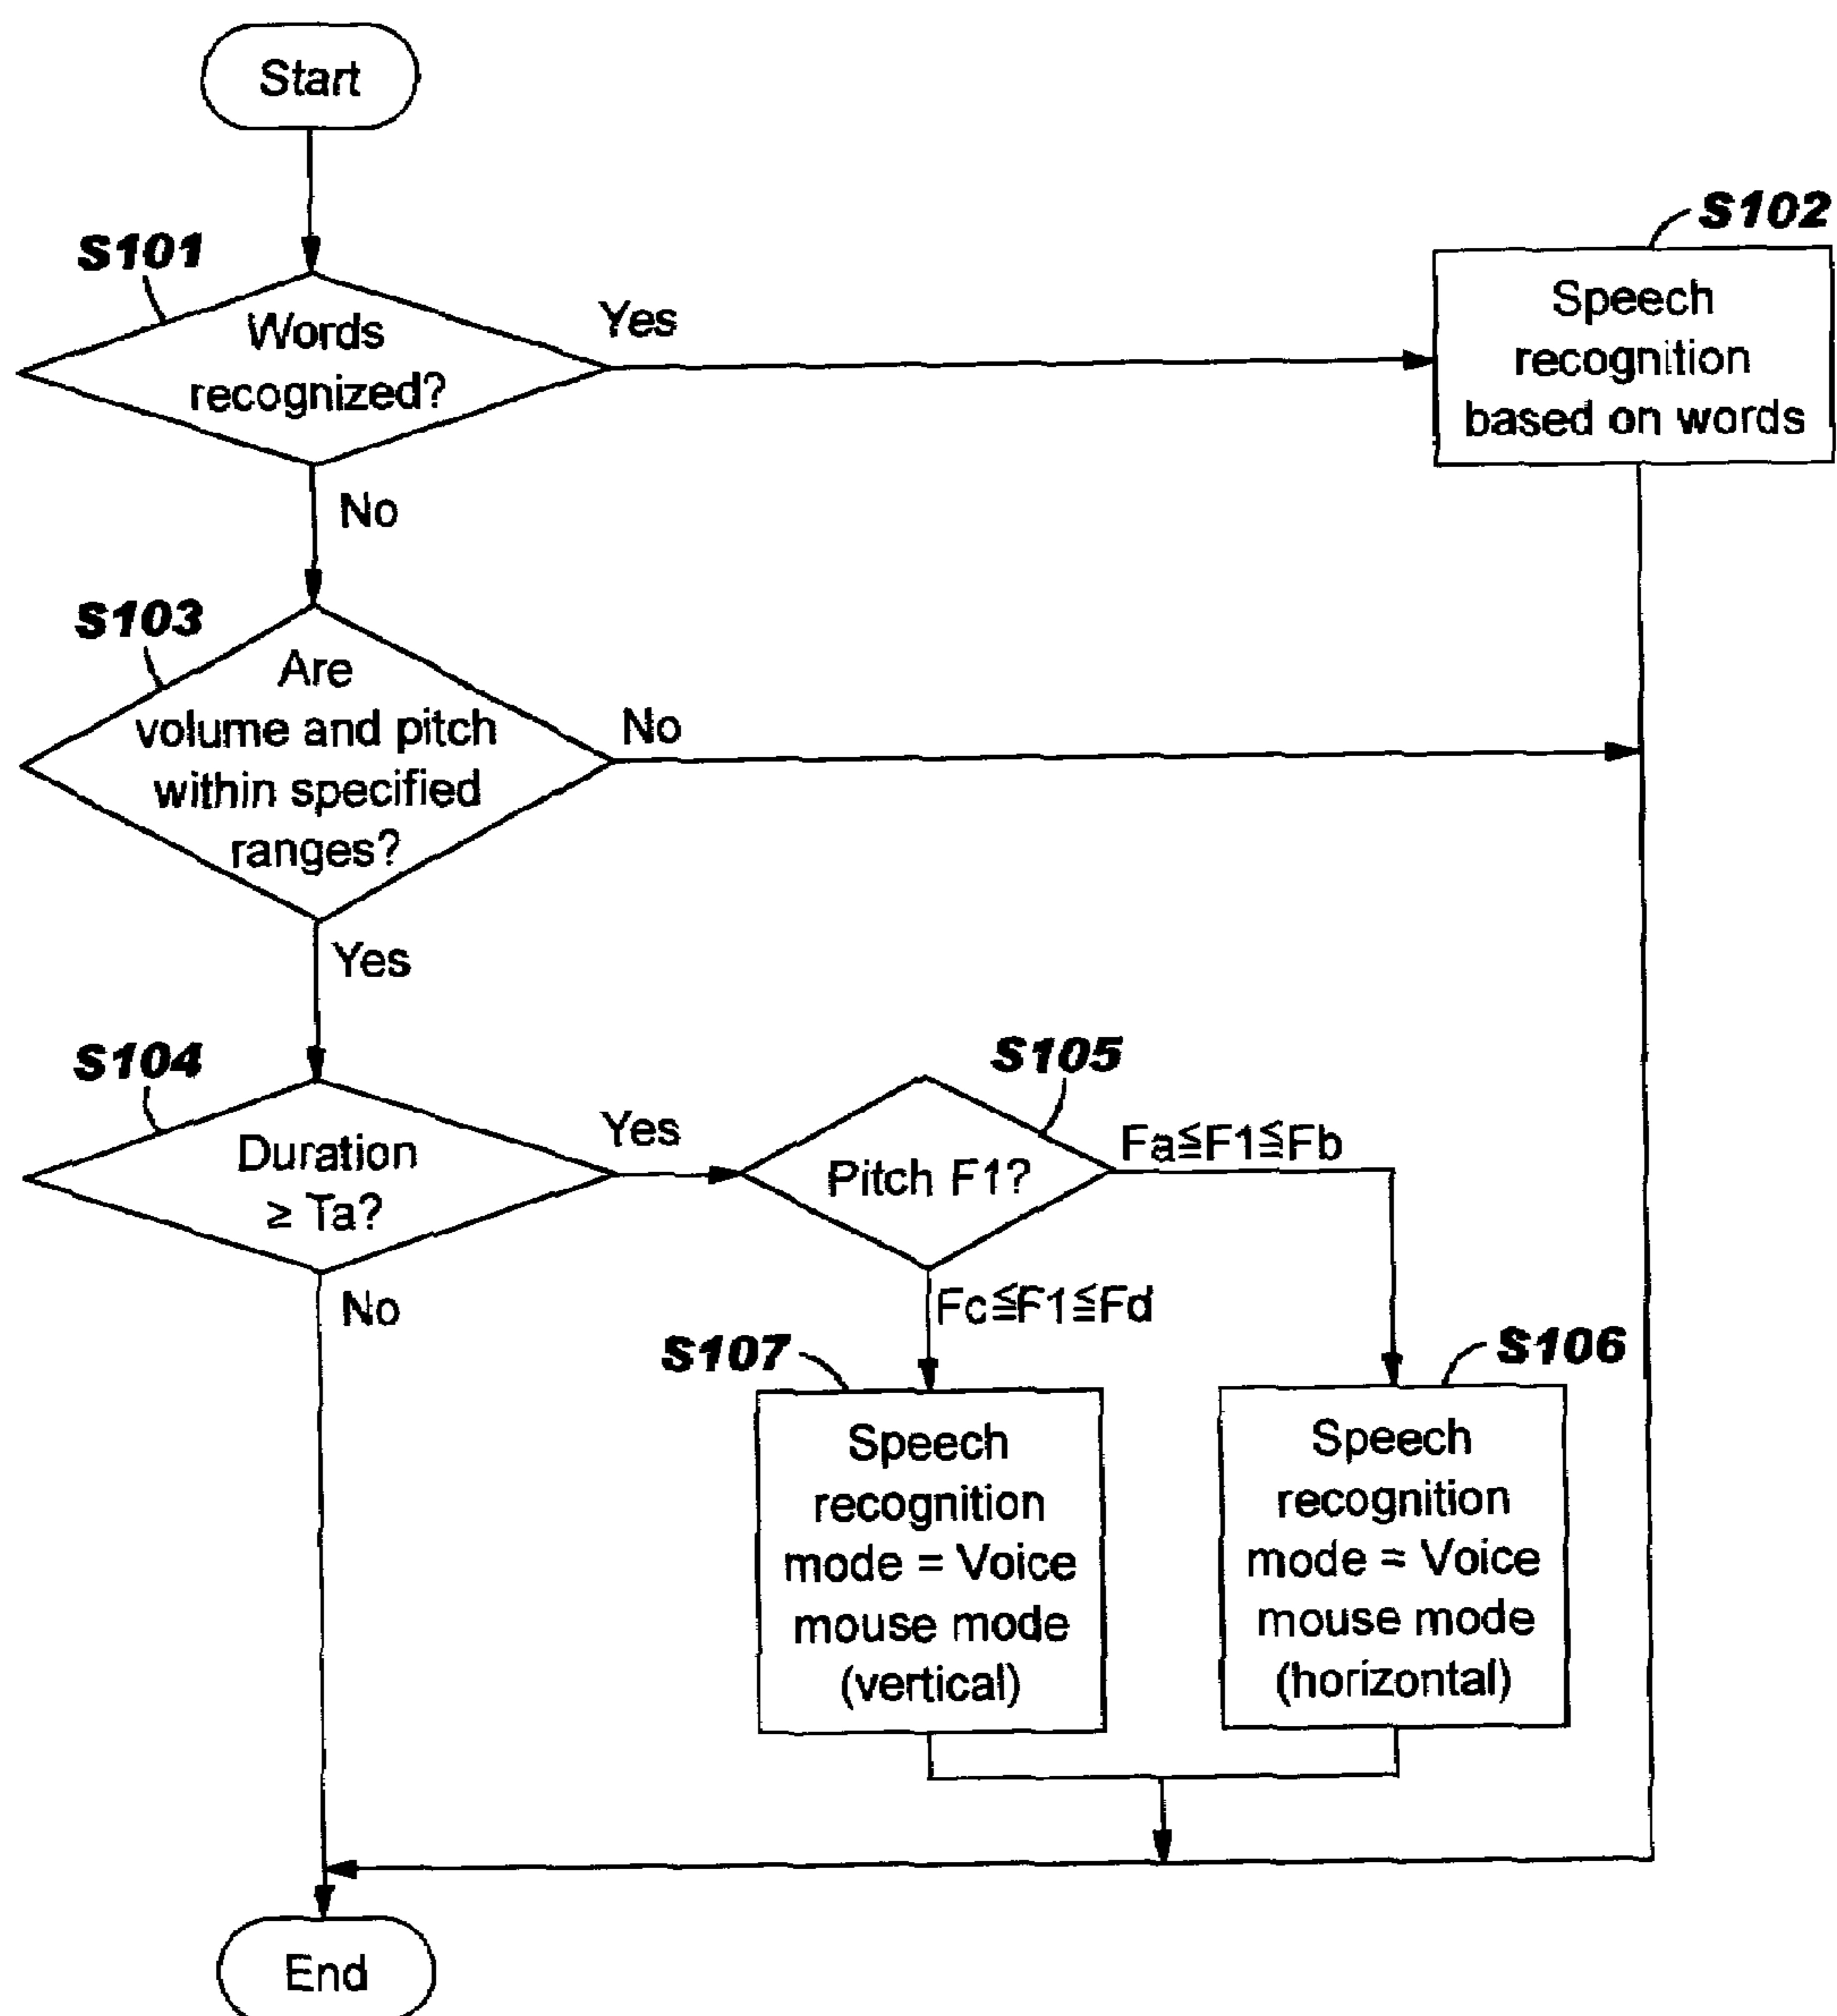 Start
S101
Words
recognized?
Yes
S102
Speech
recognition
based on words
No
S103
Are
volume and pitch
within specified
ranges?
No
Yes
S104
Duration
≥ Ta?
Yes
S105
Pitch F1?
Fa≦F1≦Fb
No
Fc≦F1≦Fd
S107
Speech
recognition
mode = Voice
mouse mode
(vertical)
S106
Speech
recognition
mode = Voice
mouse mode
(horizontal)
End